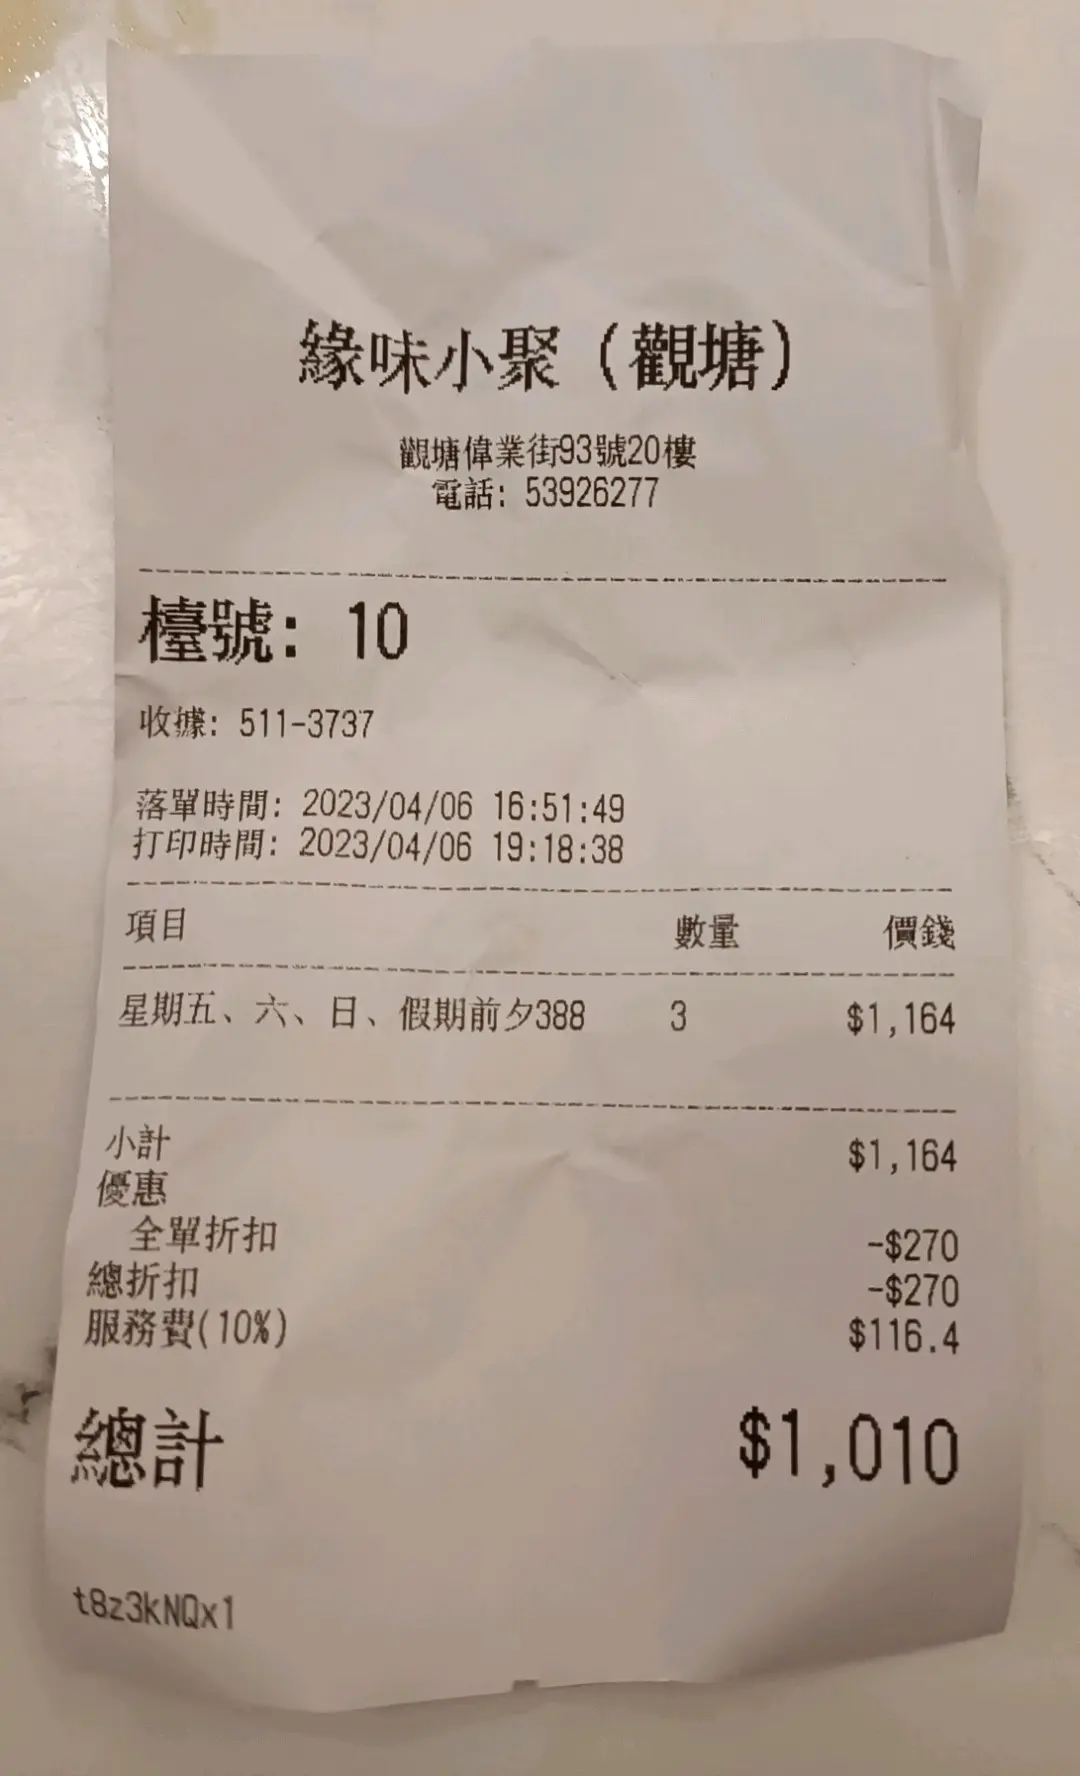 緣味小聚（觀塘）
觀塘偉業街93號20樓
電話: 53926277
檯號: 10
收據: 511-3737
落單時間: 2023/04/06 16:51:49
打印時間: 2023/04/06 19:18:38
項目 數量 價錢
星期五、六、日、假期前夕388 3 $1,164
小計 $1,164
優惠
全單折扣 -$270
總折扣 -$270
服務費(10%) $116.4
總計 $1,010
t8z3kNQx1